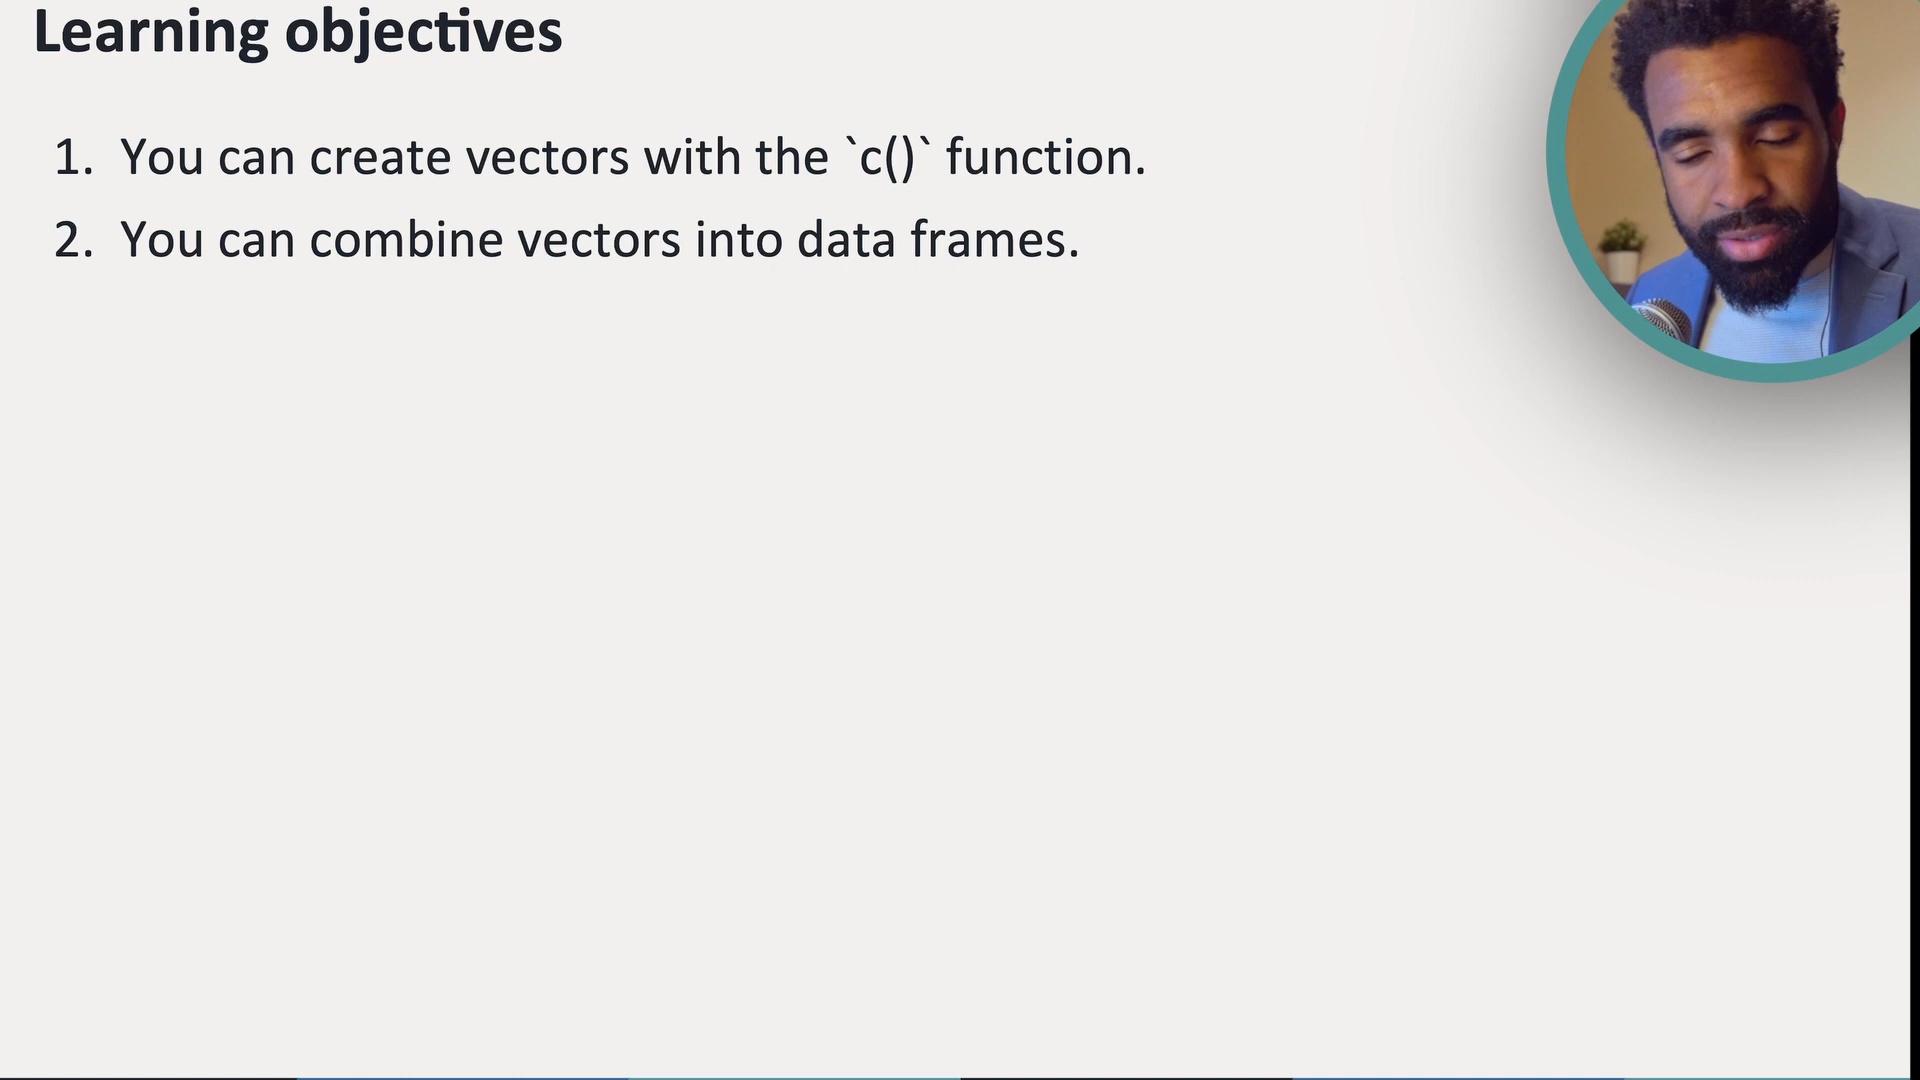 Learning objectives
1. You can create vectors with the `c()` function.
2. You can combine vectors into data frames.